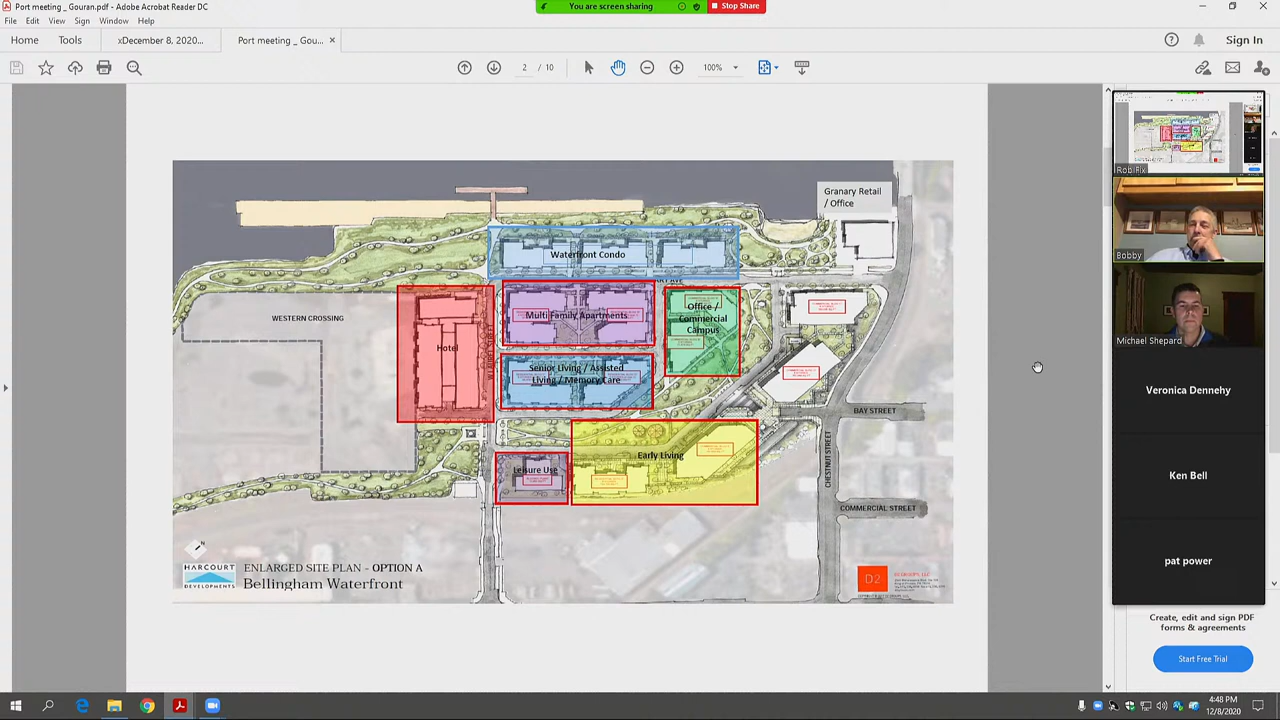 Port meeting _ Gouran.pdf - Adobe Acrobat Reader DC
You are screen sharing
Stop Share
File Edit View Sign Window Help
Home
Tools
xDecember 8, 2020...
Port meeting _ Gou...
Sign In
2 / 10
100%
Granary Retail
/ Office
Waterfront Condo
WESTERN CROSSING
Hotel
Multi Family Apartments
Office /
Commercial
Campus
Senior Living / Assisted
Living / Memory Care
BAY STREET
CHESTNUT STREET
Leisure Use
Early Living
COMMERCIAL STREET
N
HARCOURT
DEVELOPMENTS
ENLARGED SITE PLAN - OPTION A
Bellingham Waterfront
D2
Rob Fix
Bobby
Michael Shepard
Veronica Dennehy
Ken Bell
pat power
Create, edit and sign PDF
forms & agreements
Start Free Trial
4:48 PM
12/8/2020